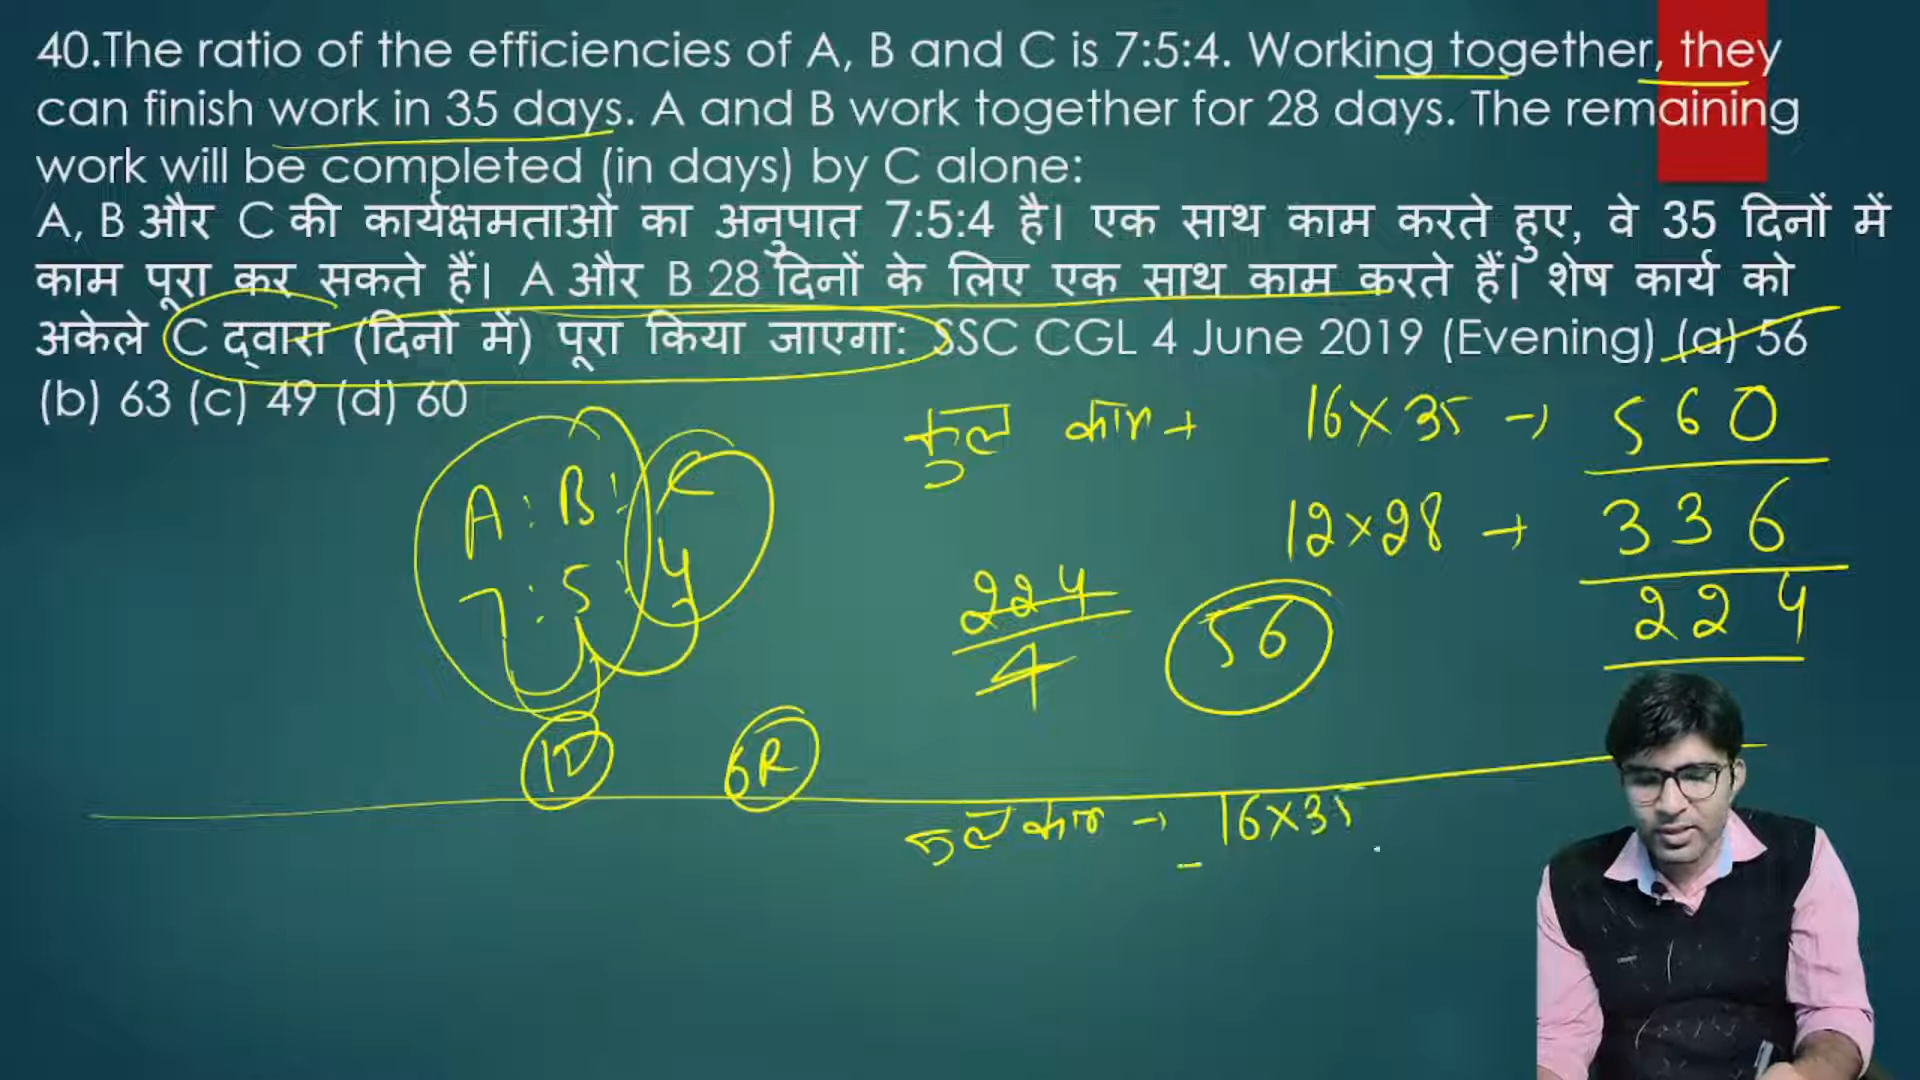 40.The ratio of the efficiencies of A, B and C is 7:5:4. Working together, they
can finish work in 35 days. A and B work together for 28 days. The remaining
work will be completed (in days) by C alone:
A, B और C की कार्यक्षमताओं का अनुपात 7:5:4 है। एक साथ काम करते हुए, वे 35 दिनों में
काम पूरा कर सकते हैं। A और B 28 दिनों के लिए एक साथ काम करते हैं। शेष कार्य को
अकेले C द्वारा (दिनों में) पूरा किया जाएगा: SSC CGL 4 June 2019 (Evening) (a) 56
(b) 63 (c) 49 (d) 60
कुल काम → 16×35 → 560
A : B : C
12×28 → 336
7 : 5 : 4
224
224/4 56
12
कुल काम → 16×35